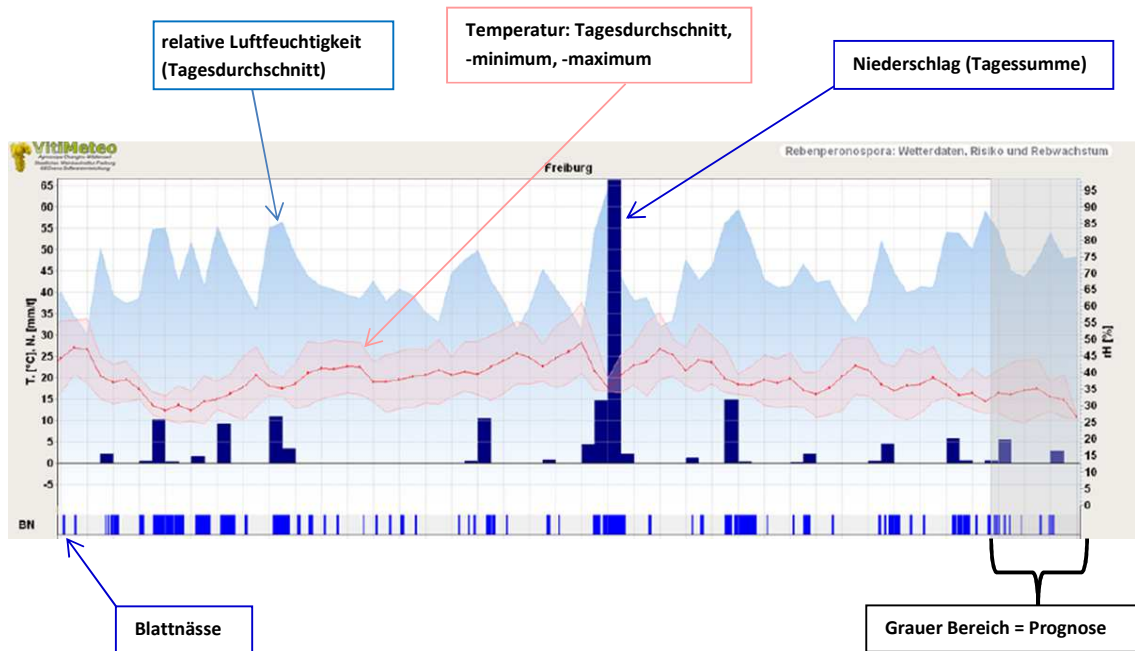 relative Luftfeuchtigkeit
(Tagesdurchschnitt)
Temperatur: Tagesdurchschnitt,
-minimum, -maximum
Niederschlag (Tagessumme)
VitiMeteo
Rebenperonospora: Wetterdaten, Risiko und Rebwachstum
Freiburg
T. [°C], N. [mm/t]
65
60
55
50
45
40
35
30
25
20
15
10
5
0
-5
95
90
85
80
75
70
65
60
55
50
45
40
35
30
25
20
15
10
5
0
rH [%]
BN
Blattnässe
Grauer Bereich = Prognose